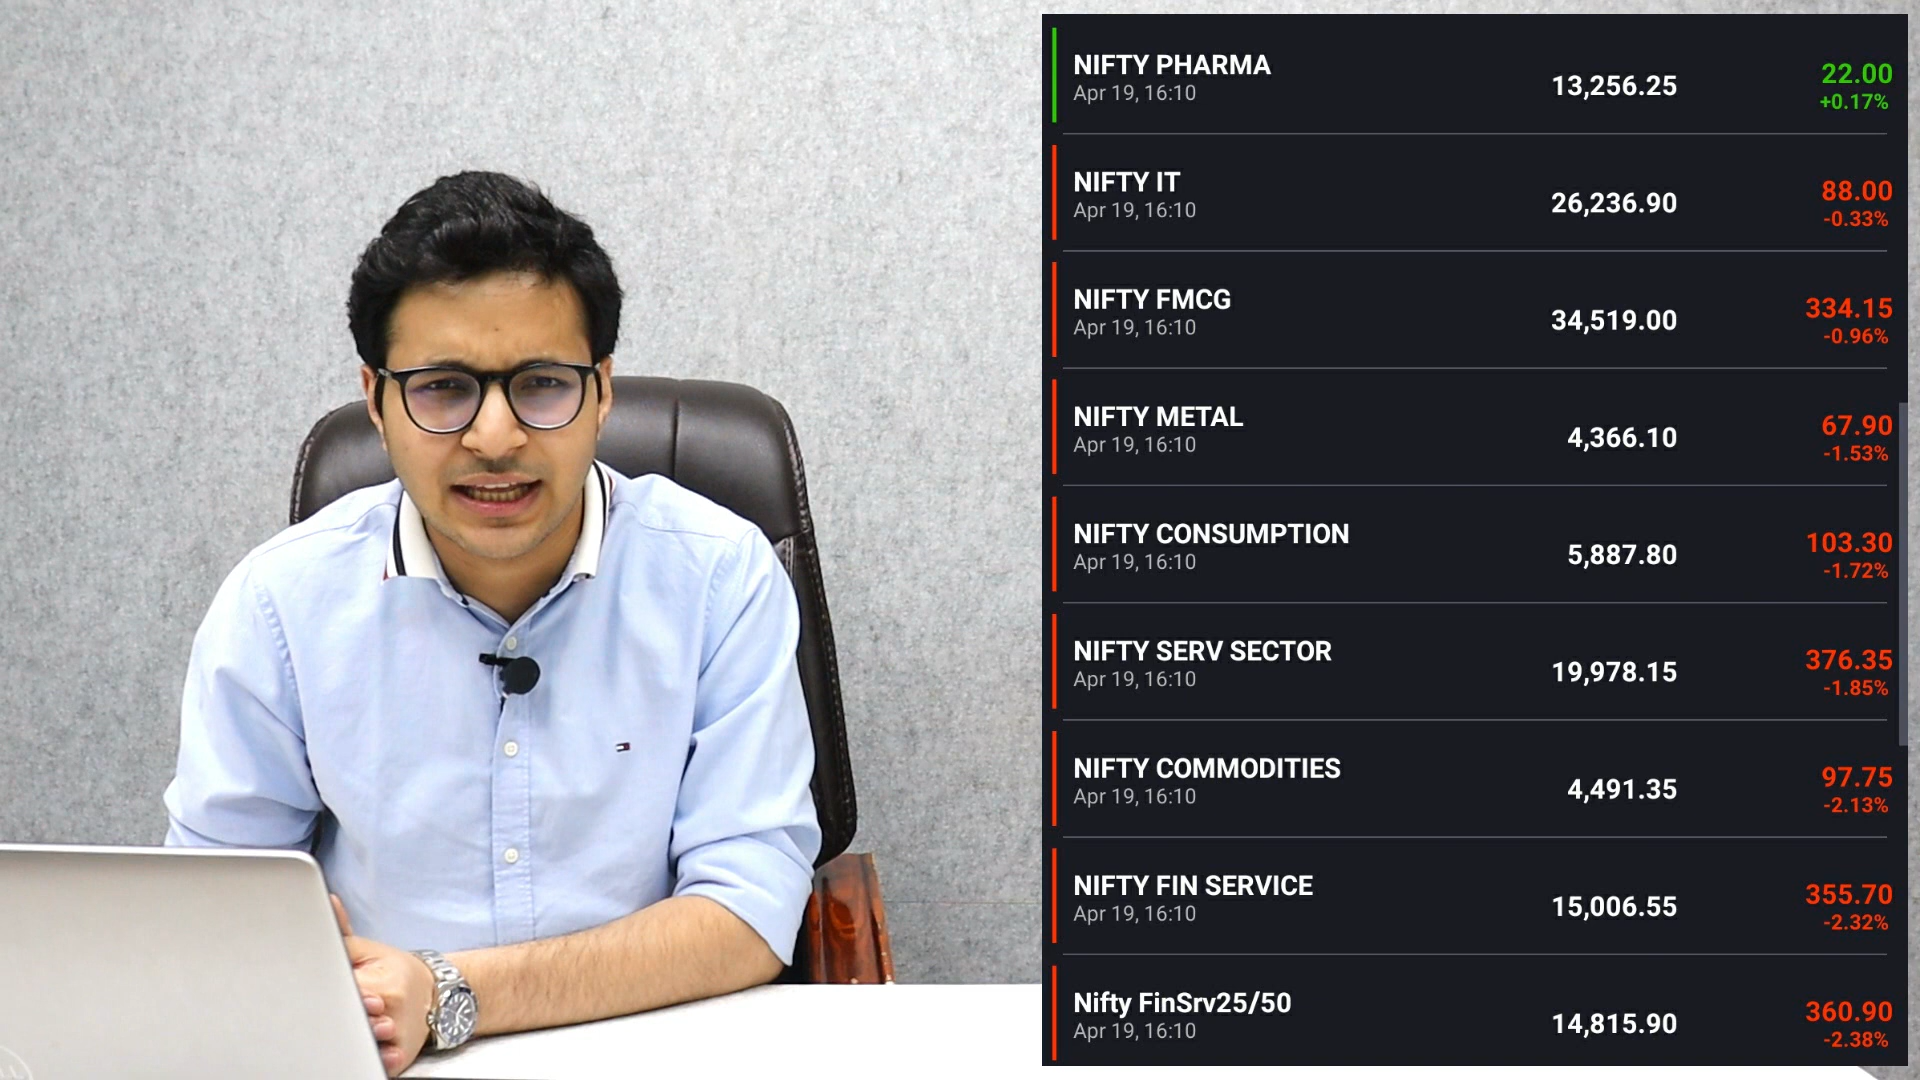 NIFTY PHARMA
Apr 19, 16:10
13,256.25
22.00
+0.17%
NIFTY IT
Apr 19, 16:10
26,236.90
88.00
-0.33%
NIFTY FMCG
Apr 19, 16:10
34,519.00
334.15
-0.96%
NIFTY METAL
Apr 19, 16:10
4,366.10
67.90
-1.53%
NIFTY CONSUMPTION
Apr 19, 16:10
5,887.80
103.30
-1.72%
NIFTY SERV SECTOR
Apr 19, 16:10
19,978.15
376.35
-1.85%
NIFTY COMMODITIES
Apr 19, 16:10
4,491.35
97.75
-2.13%
NIFTY FIN SERVICE
Apr 19, 16:10
15,006.55
355.70
-2.32%
Nifty FinSrv25/50
Apr 19, 16:10
14,815.90
360.90
-2.38%